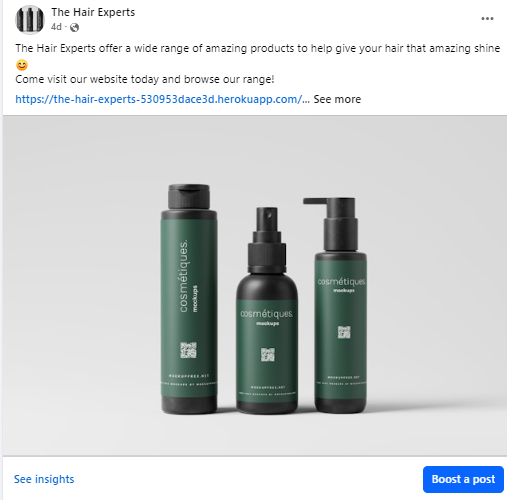 The Hair Experts
4d
The Hair Experts offer a wide range of amazing products to help give your hair that amazing shine
😊
Come visit our website today and browse our range!
https://the-hair-experts-530953dace3d.herokuapp.com/... See more
cosmétiques.
mockups
MOCKUPFREE.NET
cosmétiques.
mockups
MOCKUPFREE.NET
cosmétiques.
mockups
MOCKUPFREE.NET
See insights
Boost a post